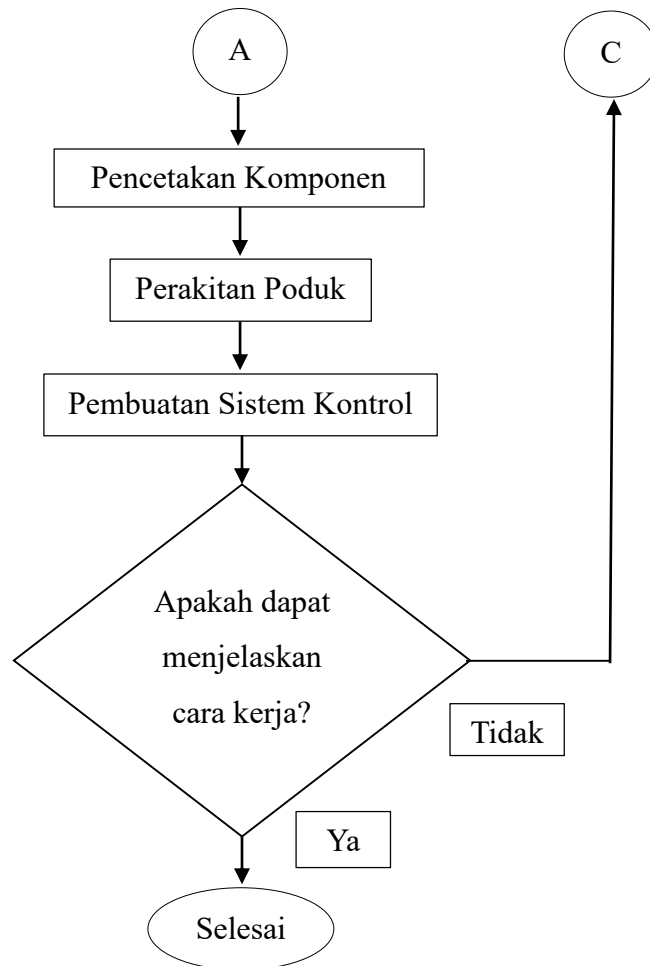 A
C
Pencetakan Komponen
Perakitan Poduk
Pembuatan Sistem Kontrol
Apakah dapat
menjelaskan
cara kerja?
Tidak
Ya
Selesai